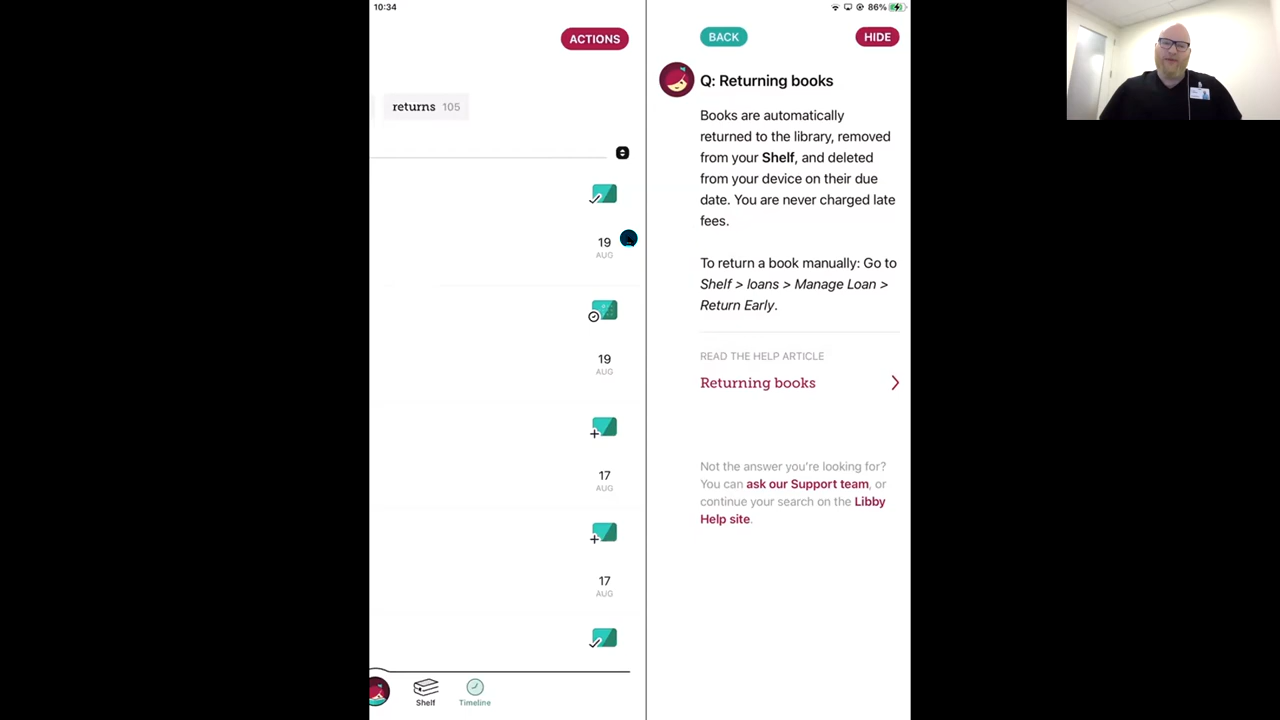 10:34
86%
ACTIONS
returns 105
19
AUG
19
AUG
17
AUG
17
AUG
Shelf
Timeline
BACK
HIDE
Q: Returning books
Books are automatically
returned to the library, removed
from your Shelf, and deleted
from your device on their due
date. You are never charged late
fees.
To return a book manually: Go to
Shelf > loans > Manage Loan >
Return Early.
READ THE HELP ARTICLE
Returning books
Not the answer you're looking for?
You can ask our Support team, or
continue your search on the Libby
Help site.